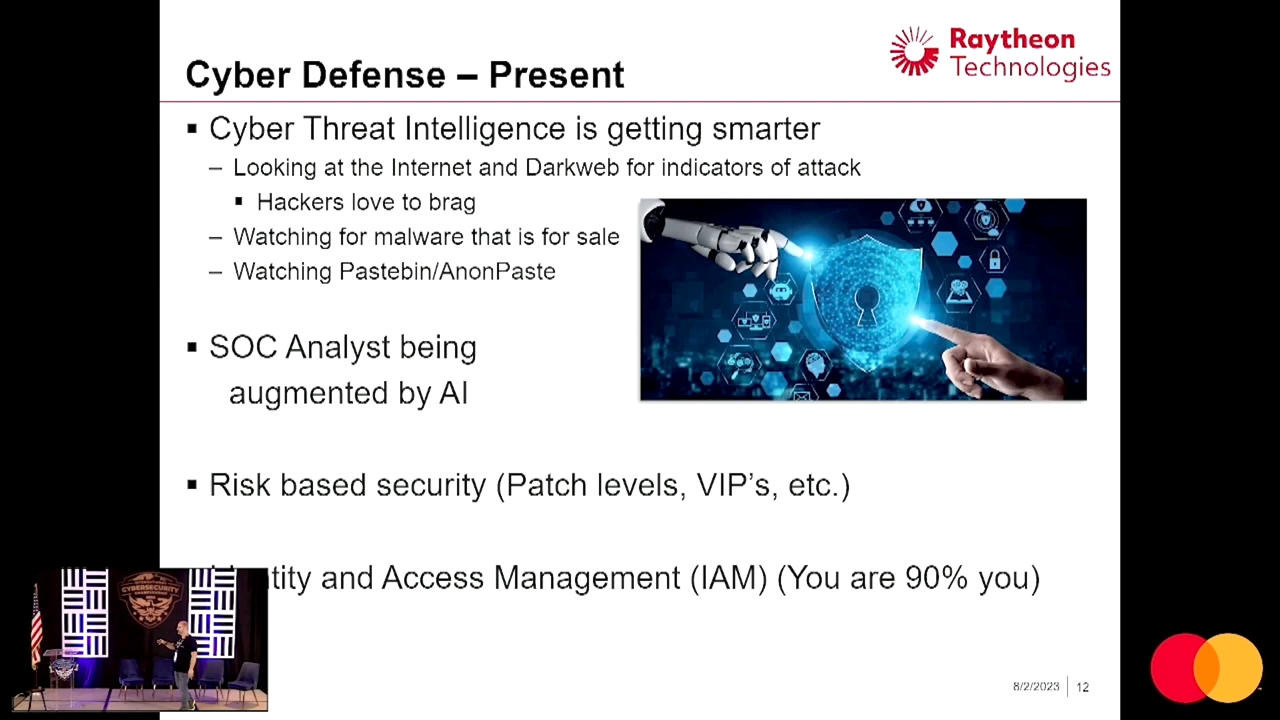 Raytheon
Technologies
Cyber Defense – Present
▪ Cyber Threat Intelligence is getting smarter
– Looking at the Internet and Darkweb for indicators of attack
▪ Hackers love to brag
– Watching for malware that is for sale
– Watching Pastebin/AnonPaste
▪ SOC Analyst being
augmented by AI
▪ Risk based security (Patch levels, VIP's, etc.)
tity and Access Management (IAM) (You are 90% you)
CYBERSECURITY
8/2/2023 12